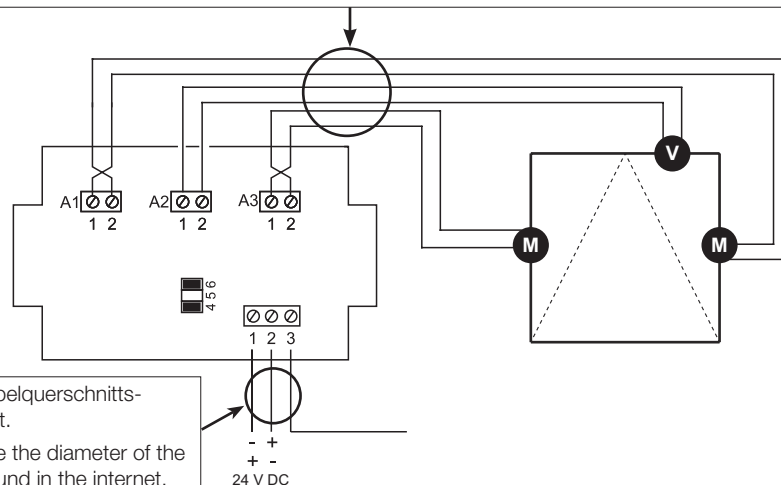 V
A1
A2
A3
1 2
1 2
1 2
M
M
4 5 6
1 2 3
- +
+ -
24 V DC
belquerschnitts-
t.
e the diameter of the
und in the internet.